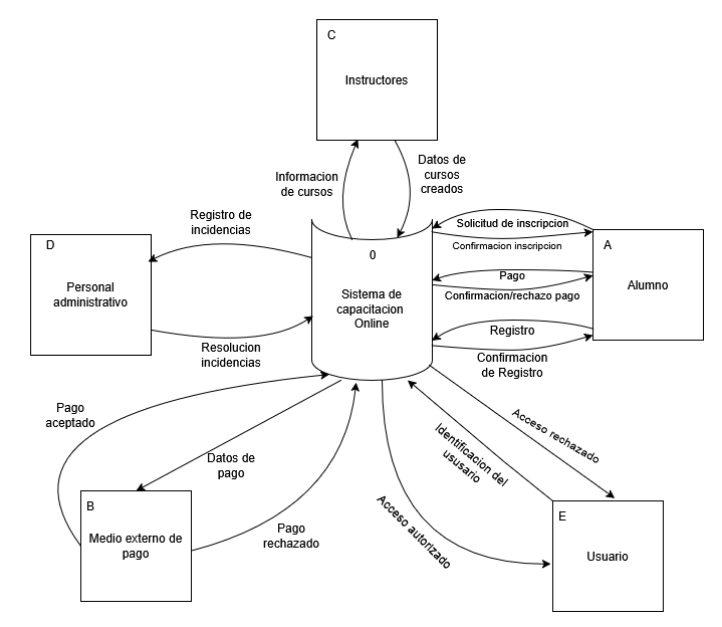 C
Instructores
Informacion
de cursos
Datos de
cursos
creados
D
Personal
administrativo
Registro de
incidencias
Resolucion
incidencias
0
Sistema de
capacitacion
Online
Solicitud de inscripcion
Confirmacion inscripcion
Pago
Confirmacion/rechazo pago
Registro
Confirmacion
de Registro
A
Alumno
Pago
aceptado
Datos de
pago
Pago
rechazado
B
Medio externo de
pago
Acceso rechazado
Identificacion del
ususario
Acceso autorizado
E
Usuario